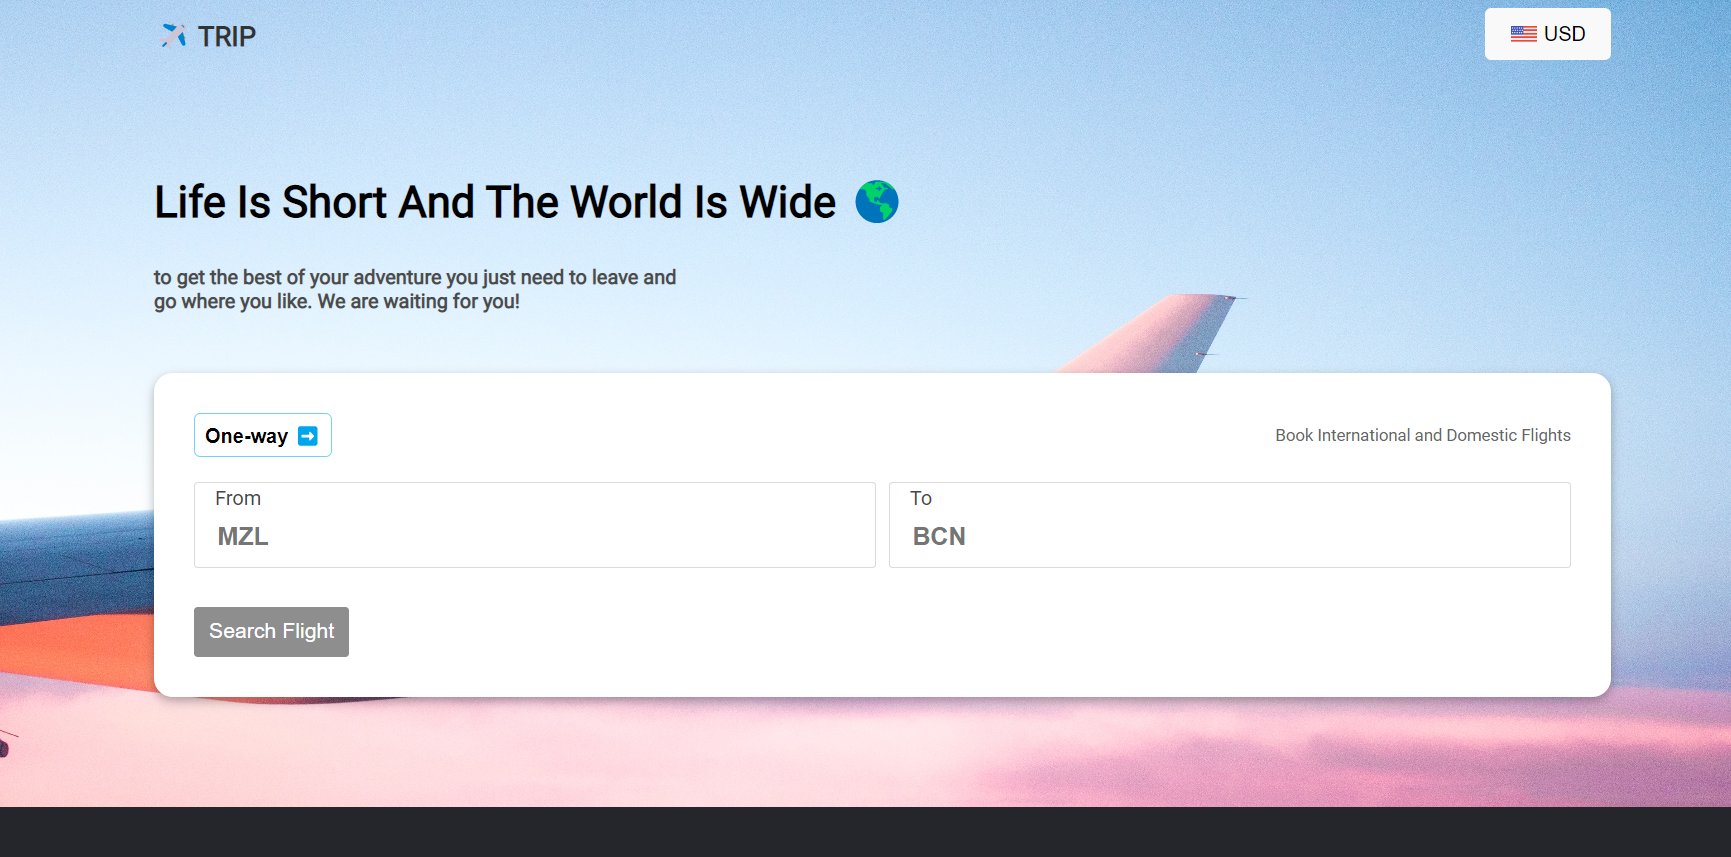 TRIP
USD
Life Is Short And The World Is Wide
to get the best of your adventure you just need to leave and
go where you like. We are waiting for you!
One-way
Book International and Domestic Flights
From
To
MZL
BCN
Search Flight